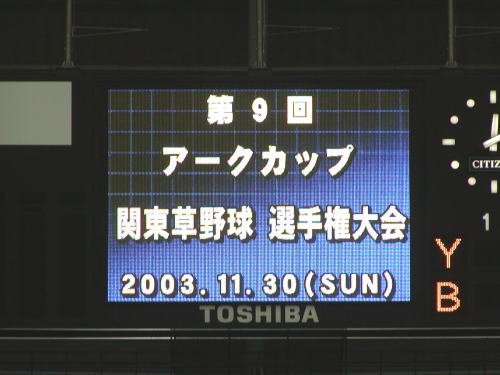 第9回
アークカップ
関東草野球 選手権大会
2003.11.30(SUN)
TOSHIBA
CITIZ
1
Y
B